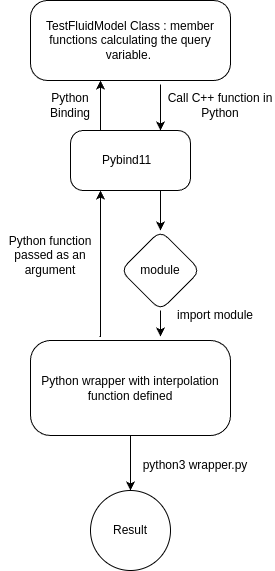 TestFluidModel Class : member
functions calculating the query
variable.
Python
Binding
Call C++ function in
Python
Pybind11
Python function
passed as an
argument
module
import module
Python wrapper with interpolation
function defined
python3 wrapper.py
Result